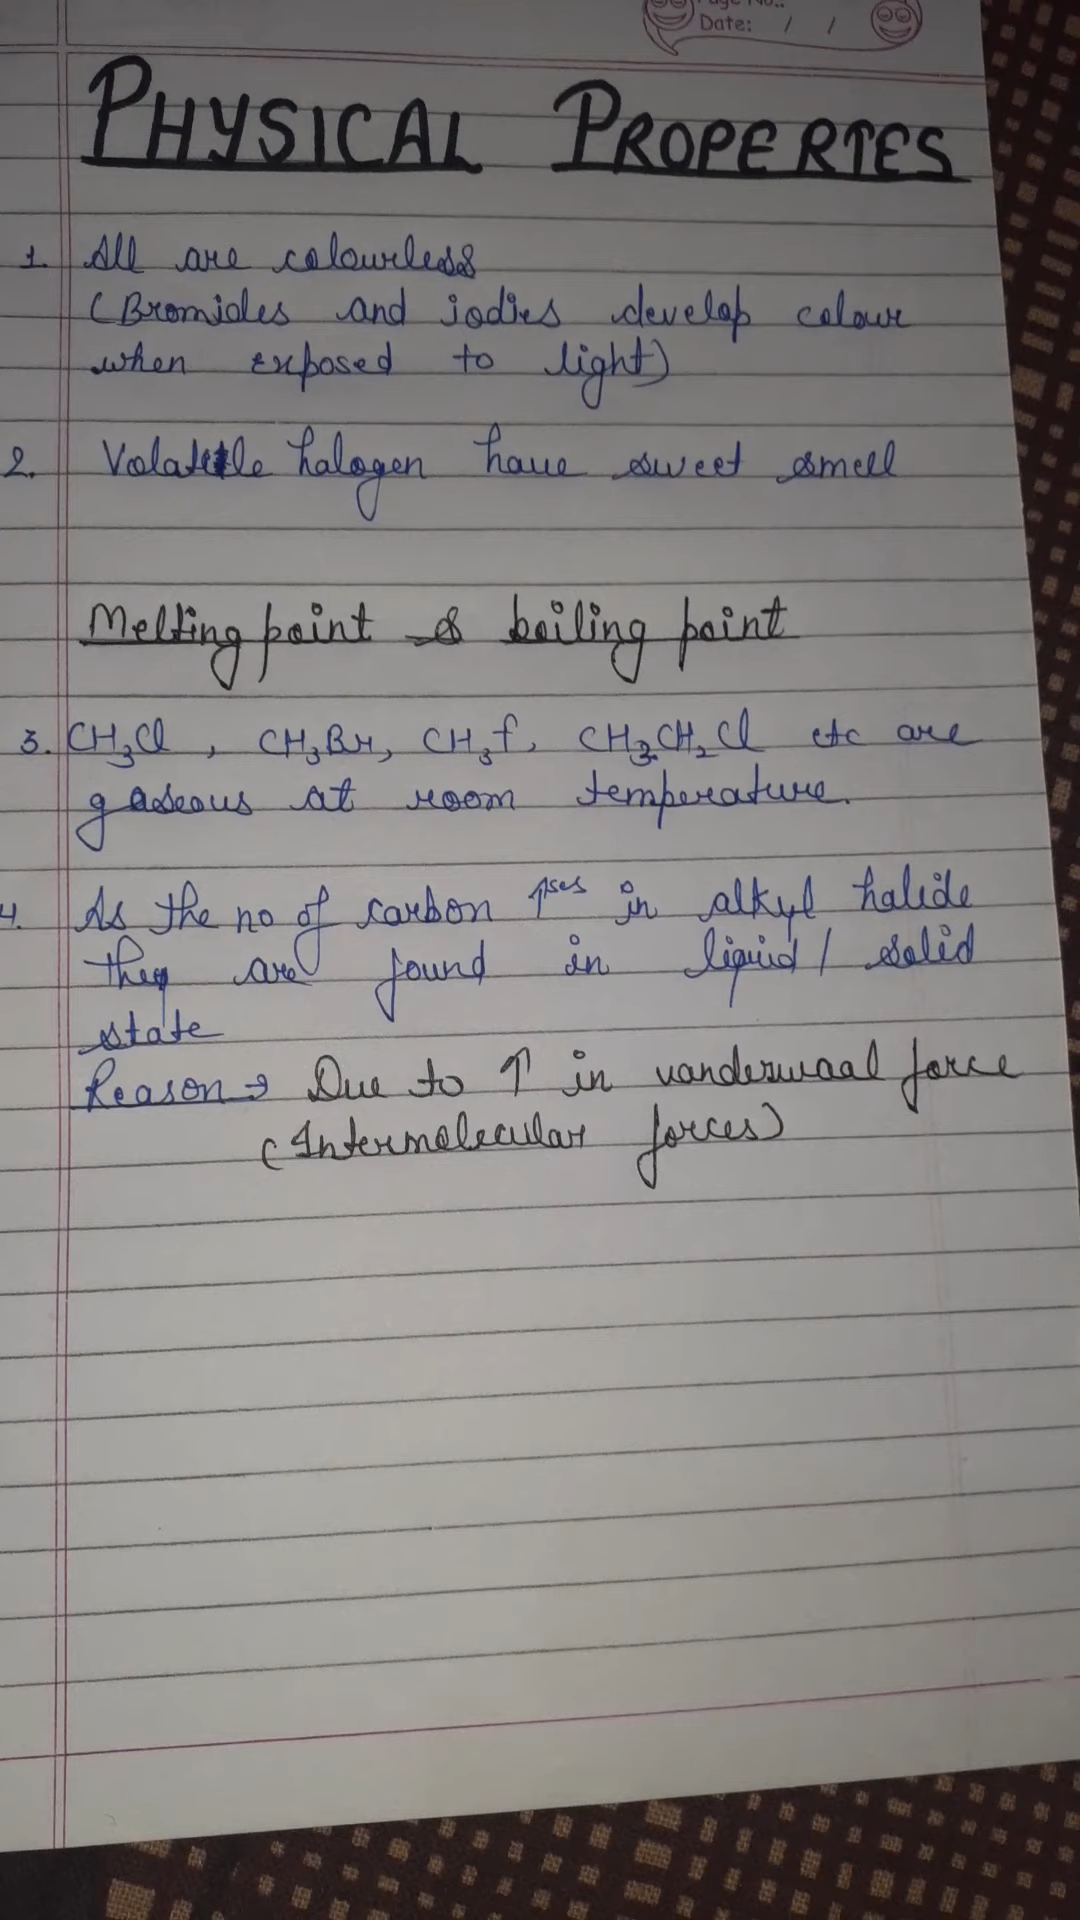 Date: / /
PHYSICAL PROPERTES
1. All are colourless
(Bromides and iodies develop colour
when exposed to light)
2. Volatile halogen have sweet smell
Melting point & boiling point
3. CH₃Cl, CH₃Br, CH₃f, CH₃CH₂Cl etc are
gaseous at room temperature.
4. As the no of carbon ↑ses in alkyl halide
they are found in liquid / solid
state
Reason → Due to ↑ in vanderwaal force
(Intermolecular forces)